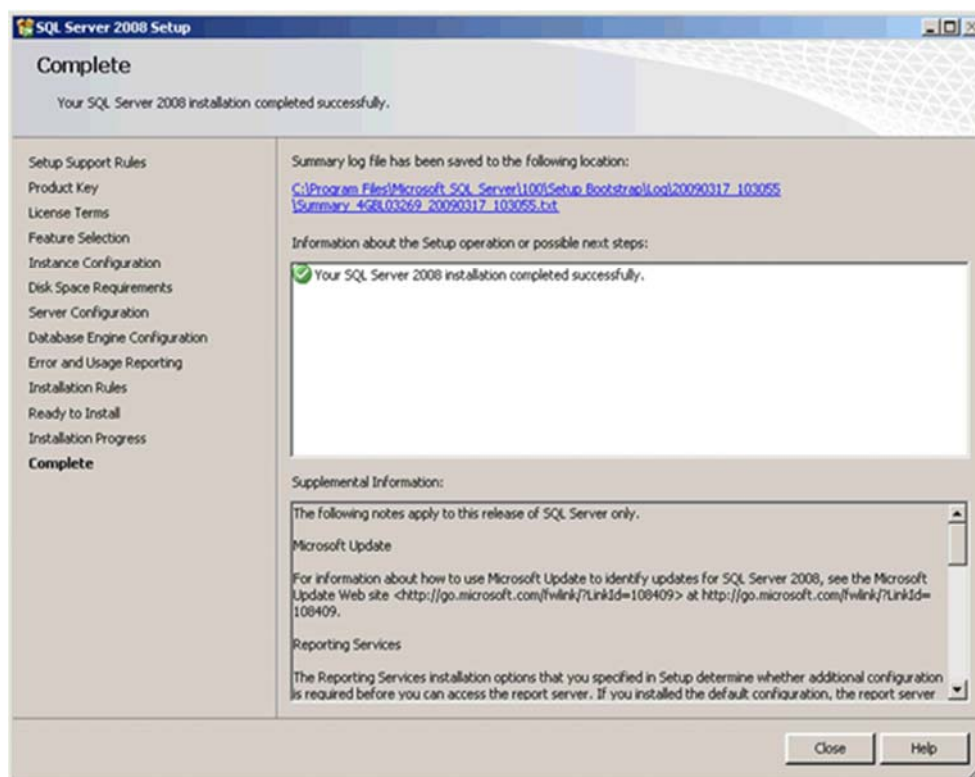 SQL Server 2008 Setup
Complete
Your SQL Server 2008 installation completed successfully.
Setup Support Rules
Product Key
License Terms
Feature Selection
Instance Configuration
Disk Space Requirements
Server Configuration
Database Engine Configuration
Error and Usage Reporting
Installation Rules
Ready to Install
Installation Progress
Complete
Summary log file has been saved to the following location:
C:\Program Files\Microsoft SQL Server\100\Setup Bootstrap\Log\20090317_103055
\Summary_4GBL03269_20090317_103055.txt
Information about the Setup operation or possible next steps:
Your SQL Server 2008 installation completed successfully.
Supplemental Information:
The following notes apply to this release of SQL Server only.
Microsoft Update
For information about how to use Microsoft Update to identify updates for SQL Server 2008, see the Microsoft
Update Web site <http://go.microsoft.com/fwlink/?LinkId=108409> at http://go.microsoft.com/fwlink/?LinkId=
108409.
Reporting Services
The Reporting Services installation options that you specified in Setup determine whether additional configuration
is required before you can access the report server. If you installed the default configuration, the report server
Close
Help